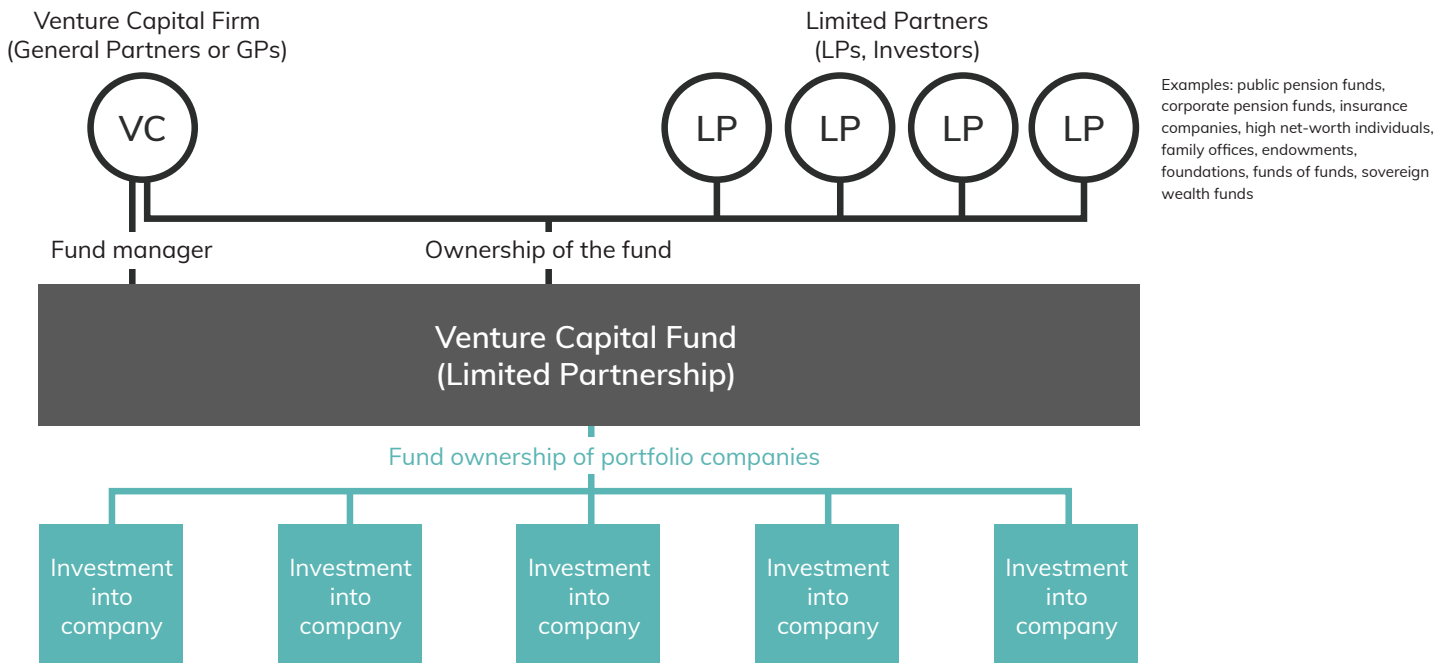 Venture Capital Firm
(General Partners or GPs)
Limited Partners
(LPs, Investors)
VC
LP
LP
LP
LP
Examples: public pension funds,
corporate pension funds, insurance
companies, high net-worth individuals,
family offices, endowments,
foundations, funds of funds, sovereign
wealth funds
Fund manager
Ownership of the fund
Venture Capital Fund
(Limited Partnership)
Fund ownership of portfolio companies
Investment
into
company
Investment
into
company
Investment
into
company
Investment
into
company
Investment
into
company